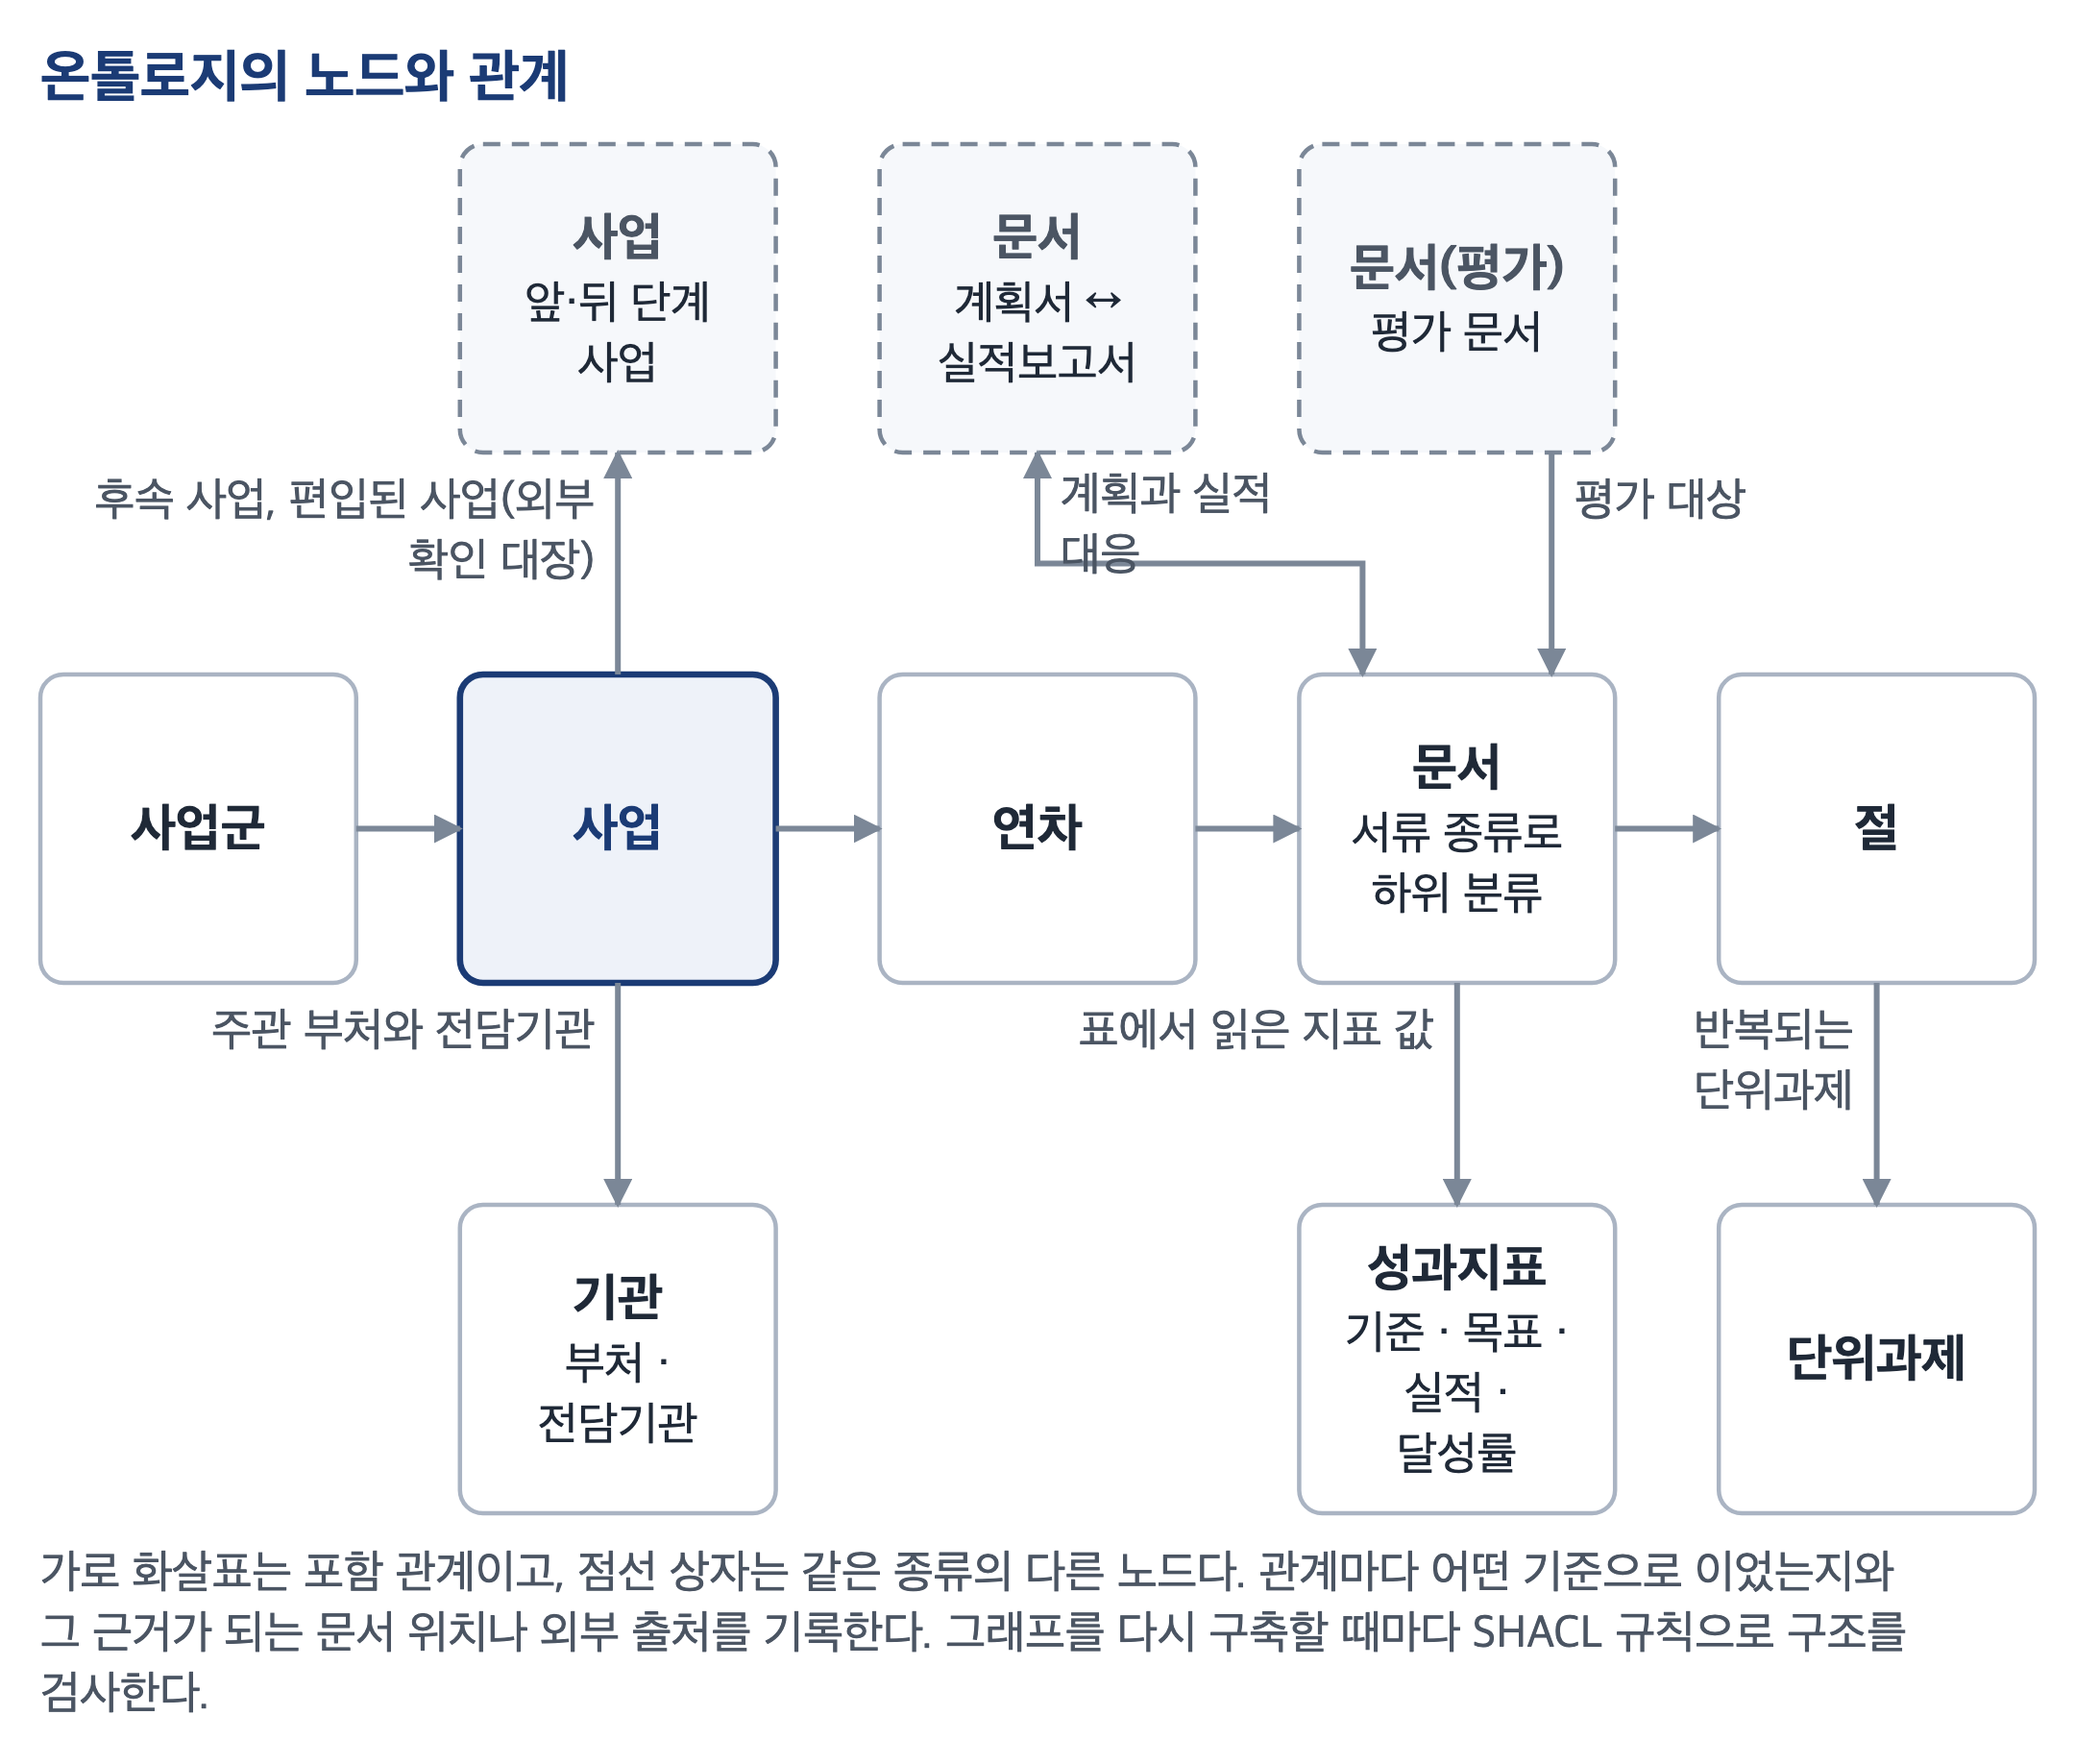 온톨로지의 노드와 관계
사업
앞·뒤 단계
사업
문서
계획서 ↔
실적보고서
문서(평가)
평가 문서
후속 사업, 편입된 사업(외부
확인 대장)
계획과 실적
대응
평가 대상
사업군
사업
연차
문서
서류 종류로
하위 분류
절
주관 부처와 전담기관
표에서 읽은 지표 값
반복되는
단위과제
기관
부처 ·
전담기관
성과지표
기준 · 목표 ·
실적 ·
달성률
단위과제
가로 화살표는 포함 관계이고, 점선 상자는 같은 종류의 다른 노드다. 관계마다 어떤 기준으로 이었는지와
그 근거가 되는 문서 위치나 외부 출처를 기록한다. 그래프를 다시 구축할 때마다 SHACL 규칙으로 구조를
검사한다.